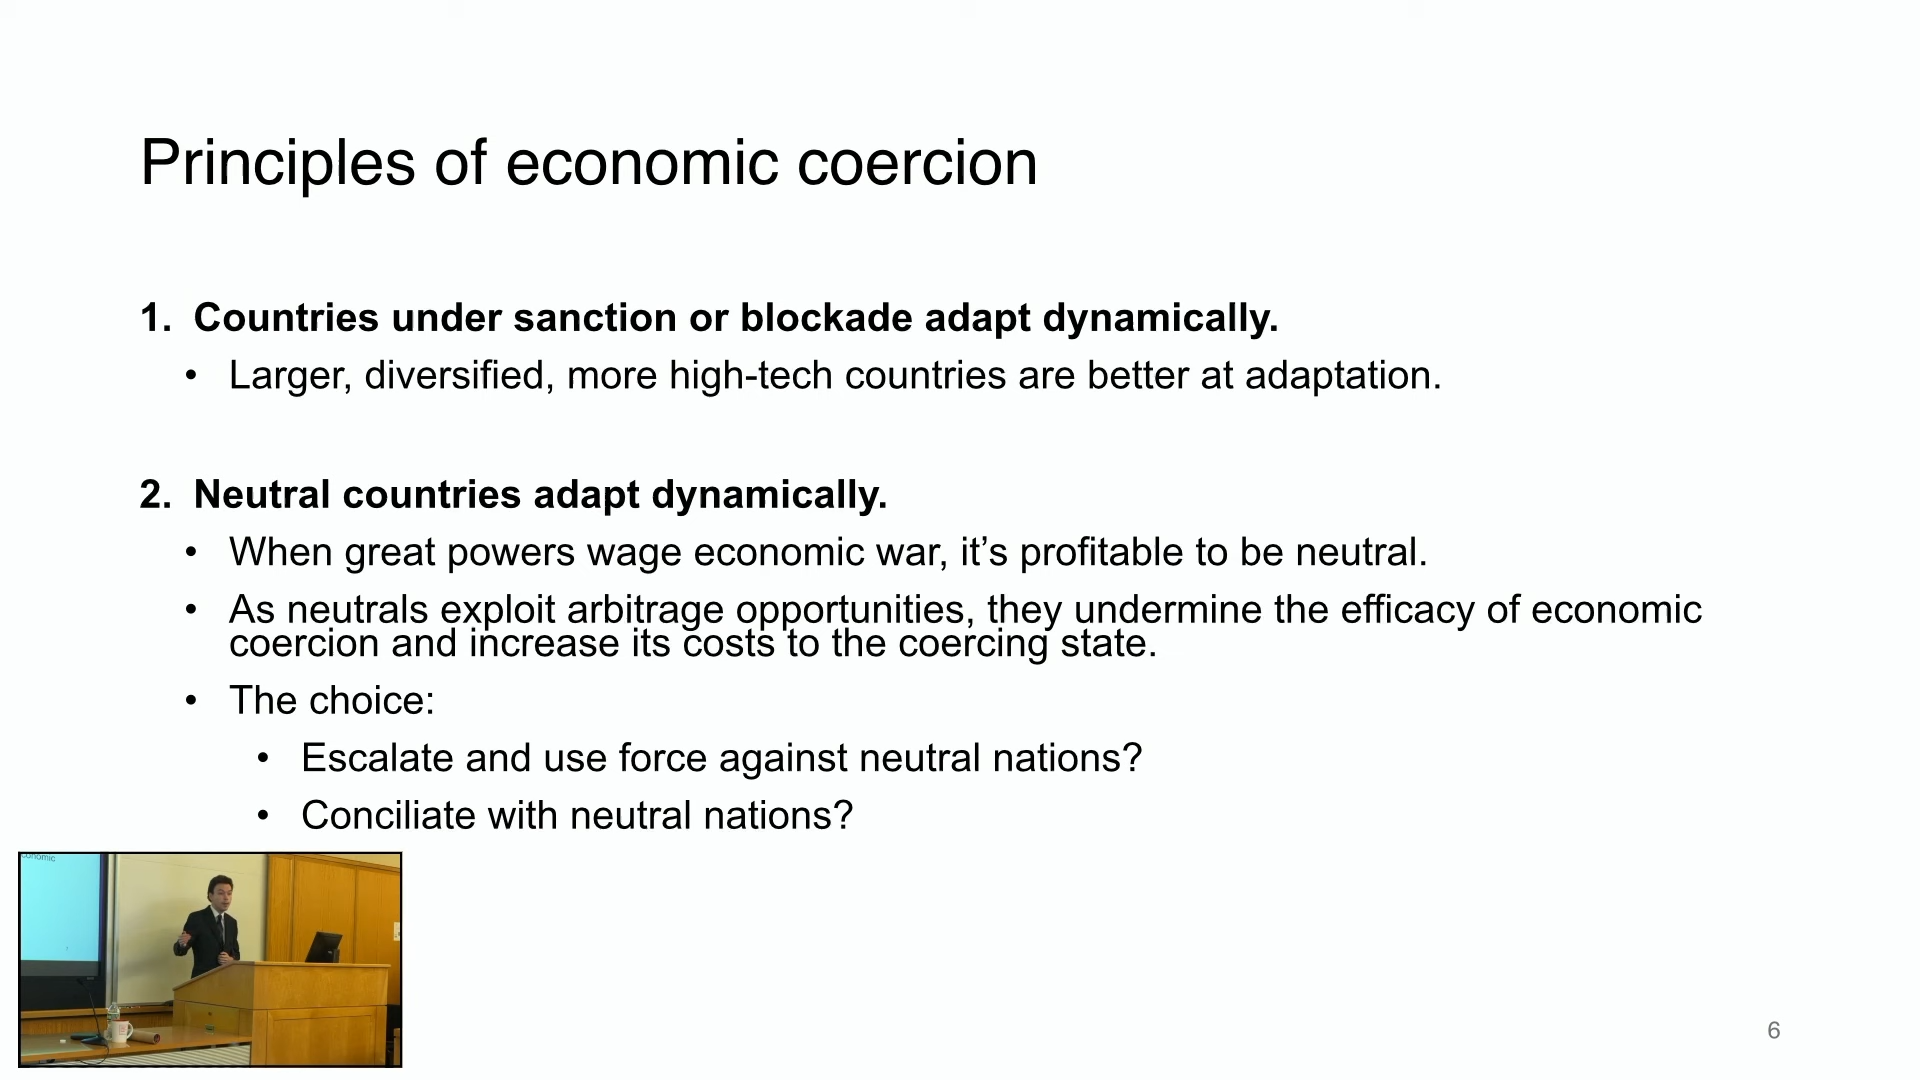 Principles of economic coercion
1. Countries under sanction or blockade adapt dynamically.
• Larger, diversified, more high-tech countries are better at adaptation.
2. Neutral countries adapt dynamically.
• When great powers wage economic war, it’s profitable to be neutral.
• As neutrals exploit arbitrage opportunities, they undermine the efficacy of economic
coercion and increase its costs to the coercing state.
• The choice:
• Escalate and use force against neutral nations?
• Conciliate with neutral nations?
6